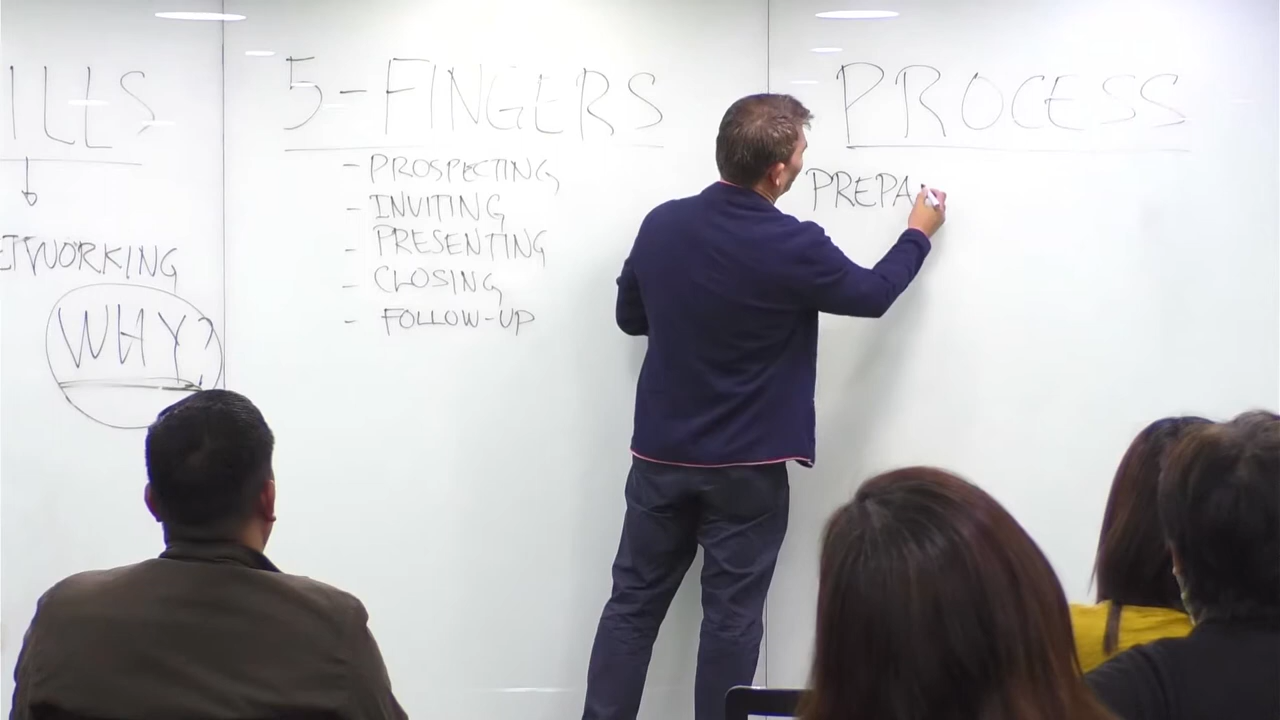 ILLS
ETWORKING
WHY?
5-FINGERS
- PROSPECTING
- INVITING
- PRESENTING
- CLOSING
- FOLLOW-UP
PROCESS
PREPA